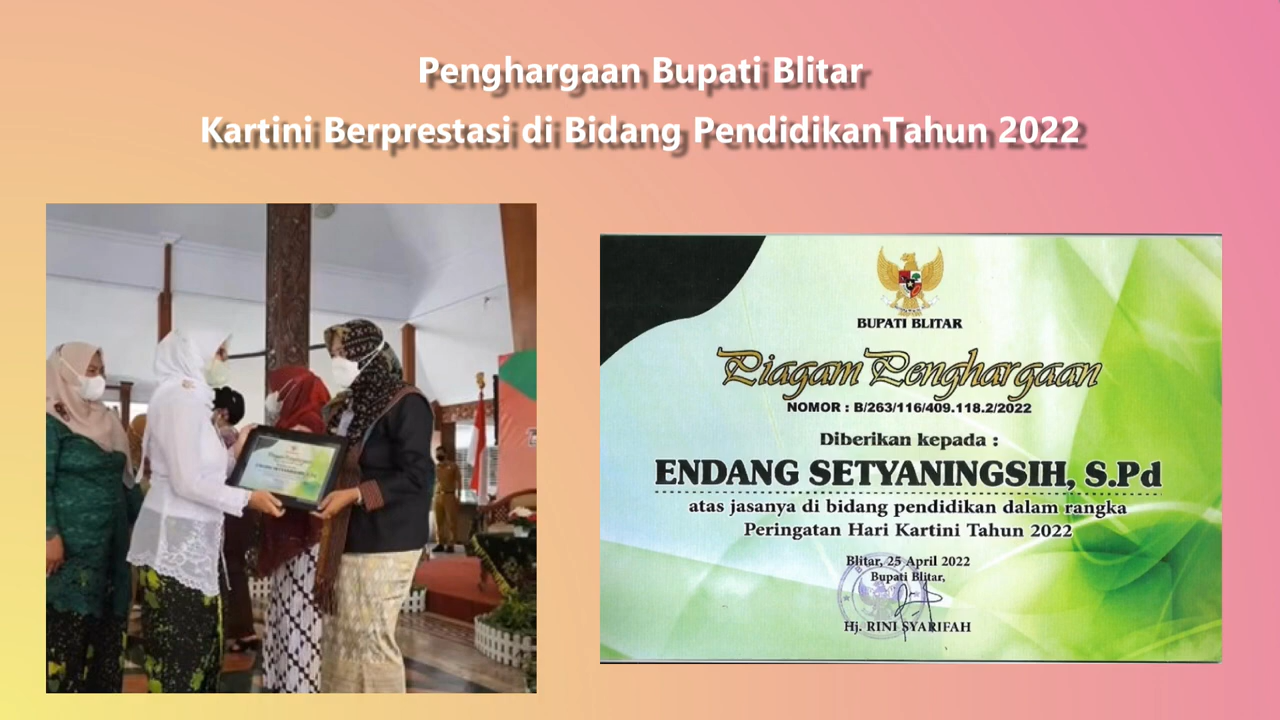 Penghargaan Bupati Blitar
Kartini Berprestasi di Bidang PendidikanTahun 2022
BUPATI BLITAR
Piagam Penghargaan
NOMOR : B/263/116/409.118.2/2022
Diberikan kepada :
ENDANG SETYANINGSIH, S.Pd
atas jasanya di bidang pendidikan dalam rangka
Peringatan Hari Kartini Tahun 2022
Blitar, 25 April 2022
Bupati Blitar,
Hj. RINI SYARIFAH